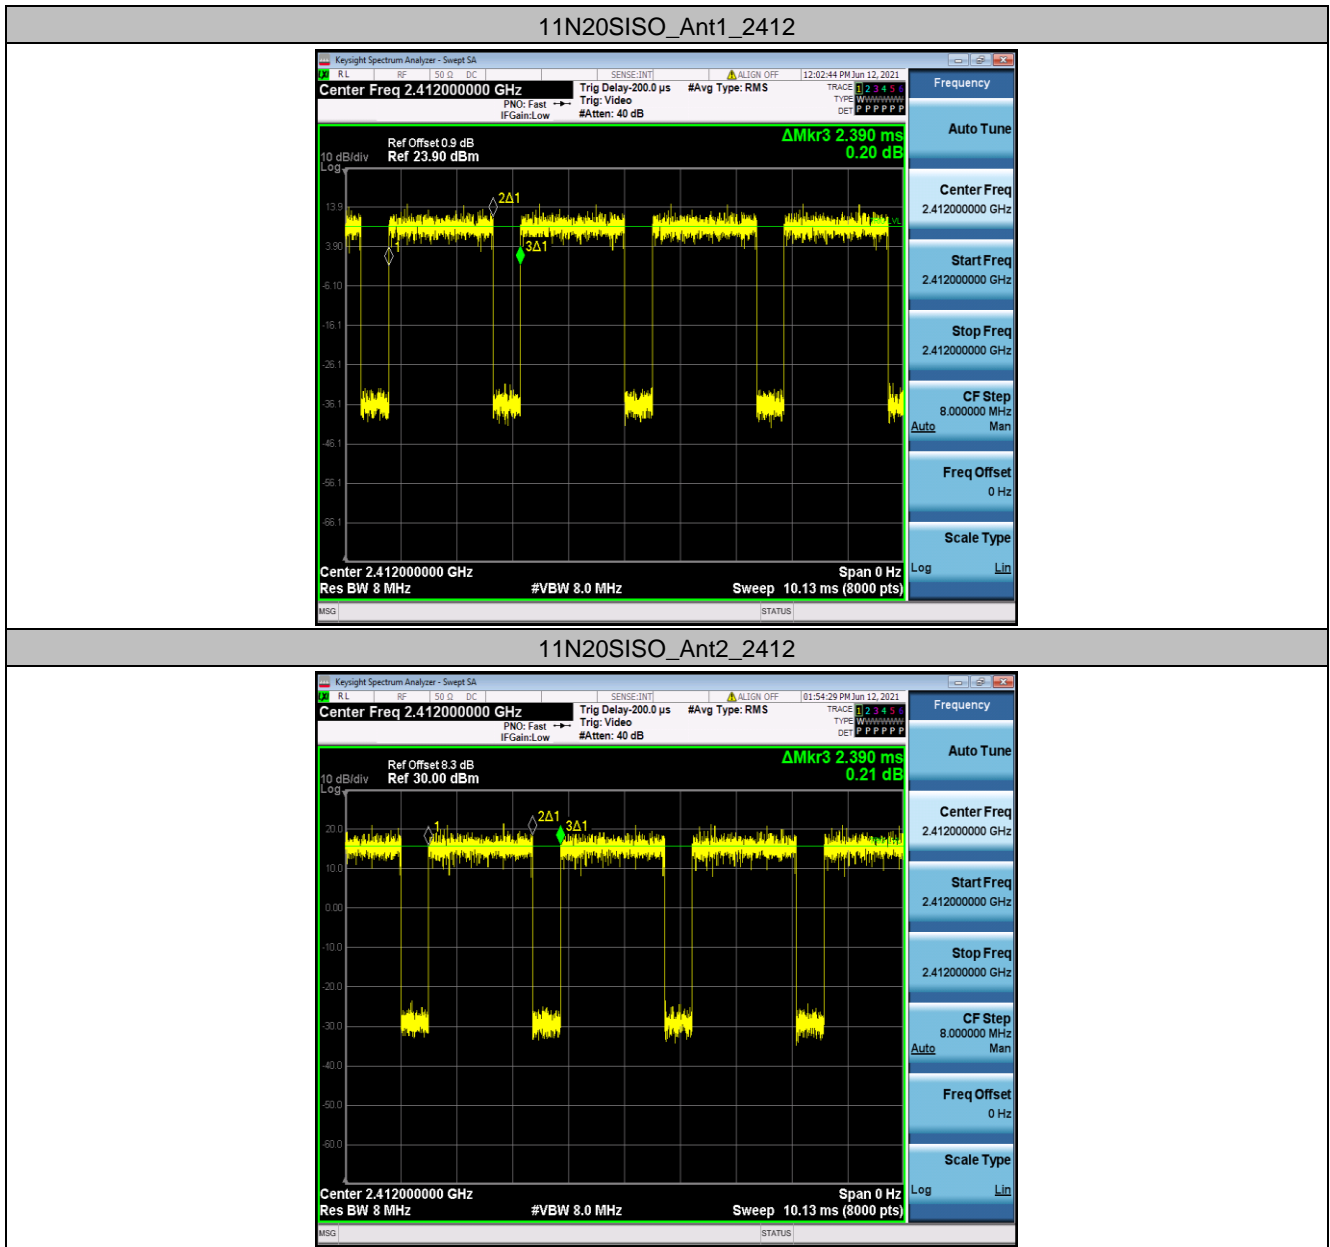 11N20SISO_Ant1_2412
Keysight Spectrum Analyzer - Swept SA
RL RF 50 Ω DC SENSE:INT ALIGN OFF 12:02:44 PM Jun 12, 2021
Center Freq 2.412000000 GHz
PNO: Fast
IFGain:Low
Trig Delay-200.0 µs
Trig: Video
#Atten: 40 dB
#Avg Type: RMS
TRACE 1 2 3 4 5 6
TYPE WWWWWW
DET P P P P P P
Frequency
ΔMkr3 2.390 ms
0.20 dB
Ref Offset 0.9 dB
10 dB/div Ref 23.90 dBm
Log
13.9
3.90
-6.10
-16.1
-26.1
-36.1
-46.1
-56.1
-66.1
1
2Δ1
3Δ1
Center 2.412000000 GHz Span 0 Hz
Res BW 8 MHz #VBW 8.0 MHz Sweep 10.13 ms (8000 pts)
MSG STATUS
Auto Tune
Center Freq
2.412000000 GHz
Start Freq
2.412000000 GHz
Stop Freq
2.412000000 GHz
CF Step
8.000000 MHz
Auto Man
Freq Offset
0 Hz
Scale Type
Log Lin
11N20SISO_Ant2_2412
Keysight Spectrum Analyzer - Swept SA
RL RF 50 Ω DC SENSE:INT ALIGN OFF 01:54:29 PM Jun 12, 2021
Center Freq 2.412000000 GHz
PNO: Fast
IFGain:Low
Trig Delay-200.0 µs
Trig: Video
#Atten: 40 dB
#Avg Type: RMS
TRACE 1 2 3 4 5 6
TYPE WWWWWW
DET P P P P P P
Frequency
ΔMkr3 2.390 ms
0.21 dB
Ref Offset 8.3 dB
10 dB/div Ref 30.00 dBm
Log
20.0
10.0
0.00
-10.0
-20.0
-30.0
-40.0
-50.0
-60.0
1
2Δ1
3Δ1
Center 2.412000000 GHz Span 0 Hz
Res BW 8 MHz #VBW 8.0 MHz Sweep 10.13 ms (8000 pts)
MSG STATUS
Auto Tune
Center Freq
2.412000000 GHz
Start Freq
2.412000000 GHz
Stop Freq
2.412000000 GHz
CF Step
8.000000 MHz
Auto Man
Freq Offset
0 Hz
Scale Type
Log Lin